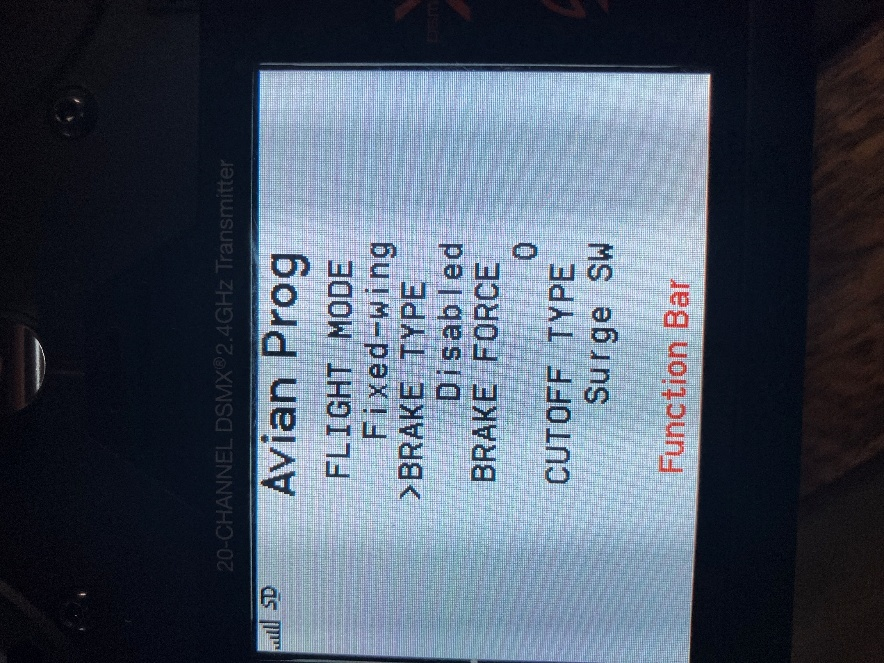 20-CHANNEL DSMX® 2.4GHz Transmitter
SD
Avian Prog
FLIGHT MODE
Fixed-wing
>BRAKE TYPE
Disabled
BRAKE FORCE
0
CUTOFF TYPE
Surge SW
Function Bar